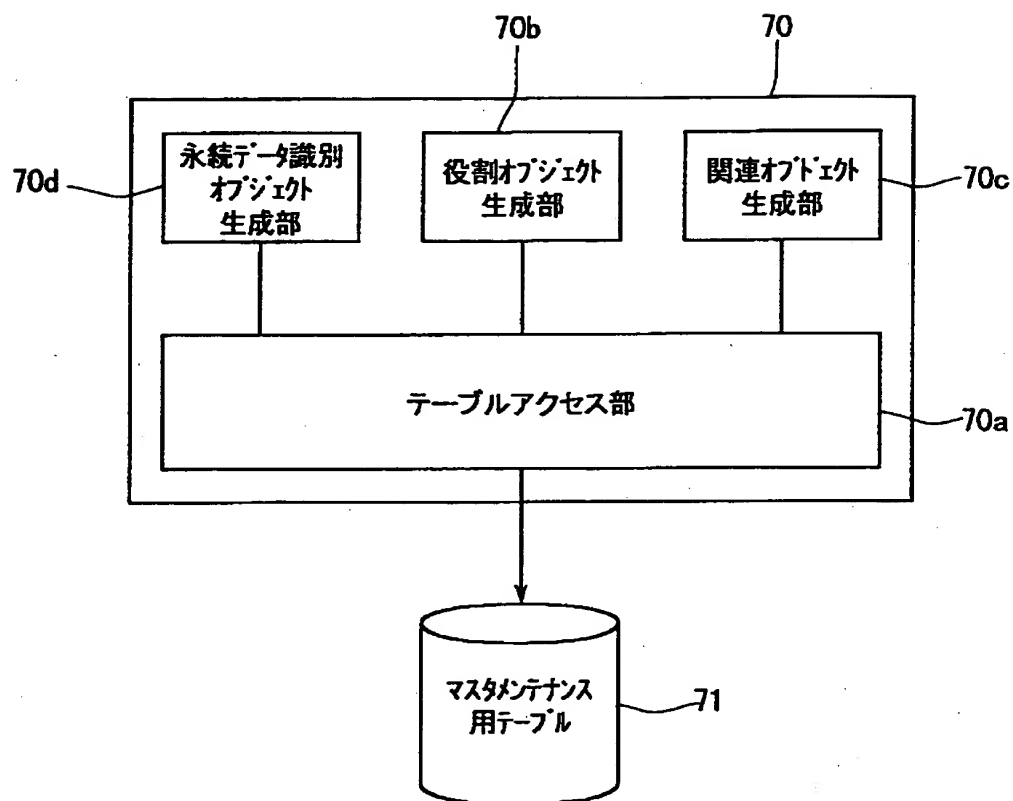 70b
70
永続データ識別
オブジェクト
生成部
役割オブジェクト
生成部
関連オブドェクト
生成部
70d
70c
テーブルアクセス部
70a
マスタメンテナンス
用テーブル
71